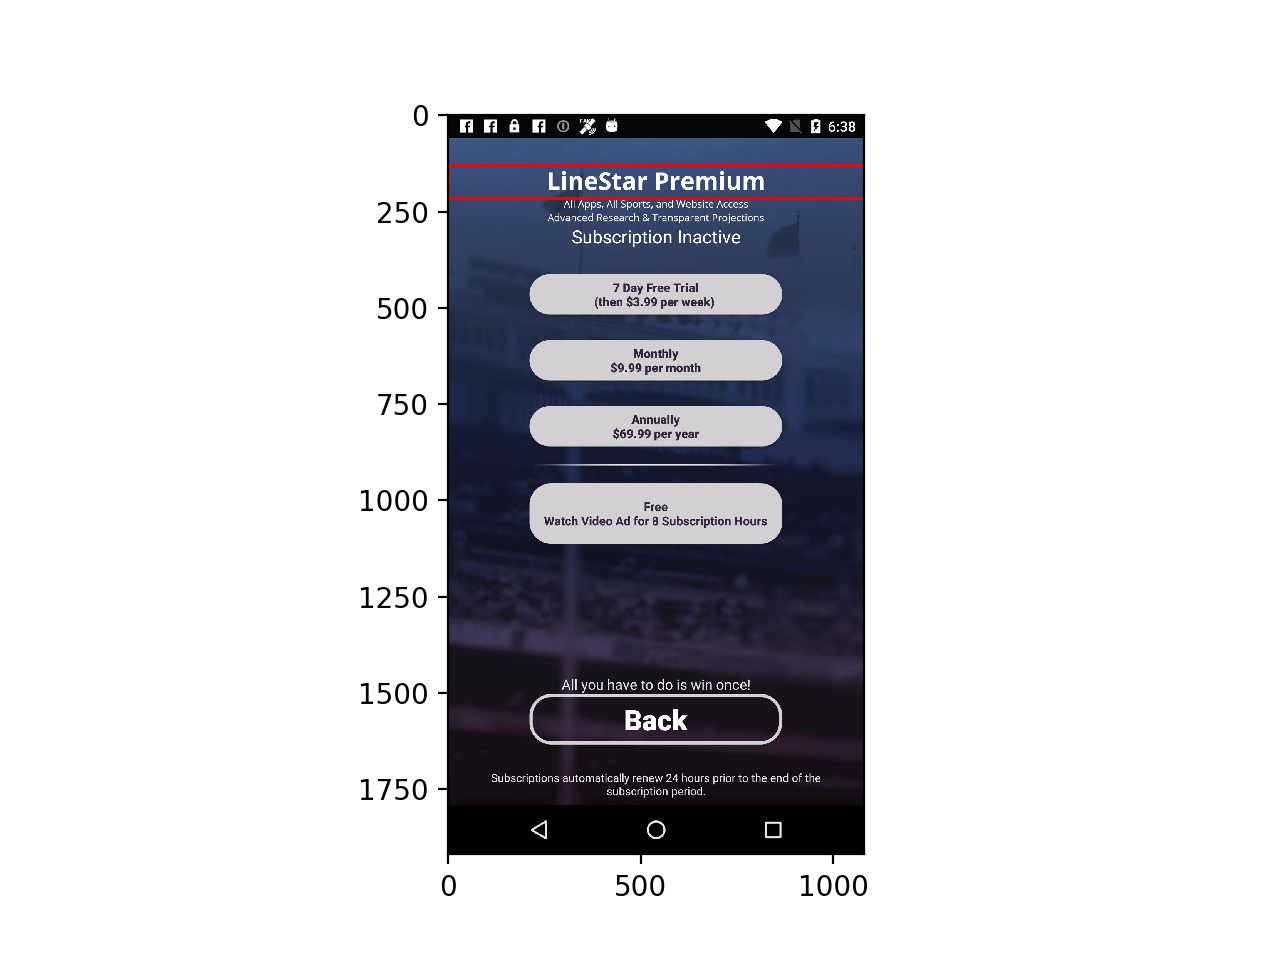 0
250
500
750
1000
1250
1500
1750
0
500
1000
6:38
LineStar Premium
All Apps, All Sports, and Website Access
Advanced Research & Transparent Projections
Subscription Inactive
7 Day Free Trial
(then $3.99 per week)
Monthly
$9.99 per month
Annually
$69.99 per year
Free
Watch Video Ad for 8 Subscription Hours
All you have to do is win once!
Back
Subscriptions automatically renew 24 hours prior to the end of the
subscription period.